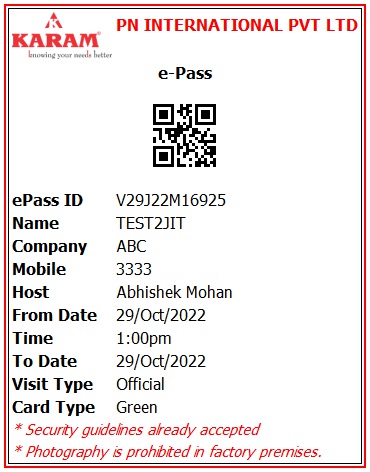 PN INTERNATIONAL PVT LTD
KARAM
knowing your needs better
e-Pass
ePass ID V29J22M16925
Name TEST2JIT
Company ABC
Mobile 3333
Host Abhishek Mohan
From Date 29/Oct/2022
Time 1:00pm
To Date 29/Oct/2022
Visit Type Official
Card Type Green
* Security guidelines already accepted
* Photography is prohibited in factory premises.